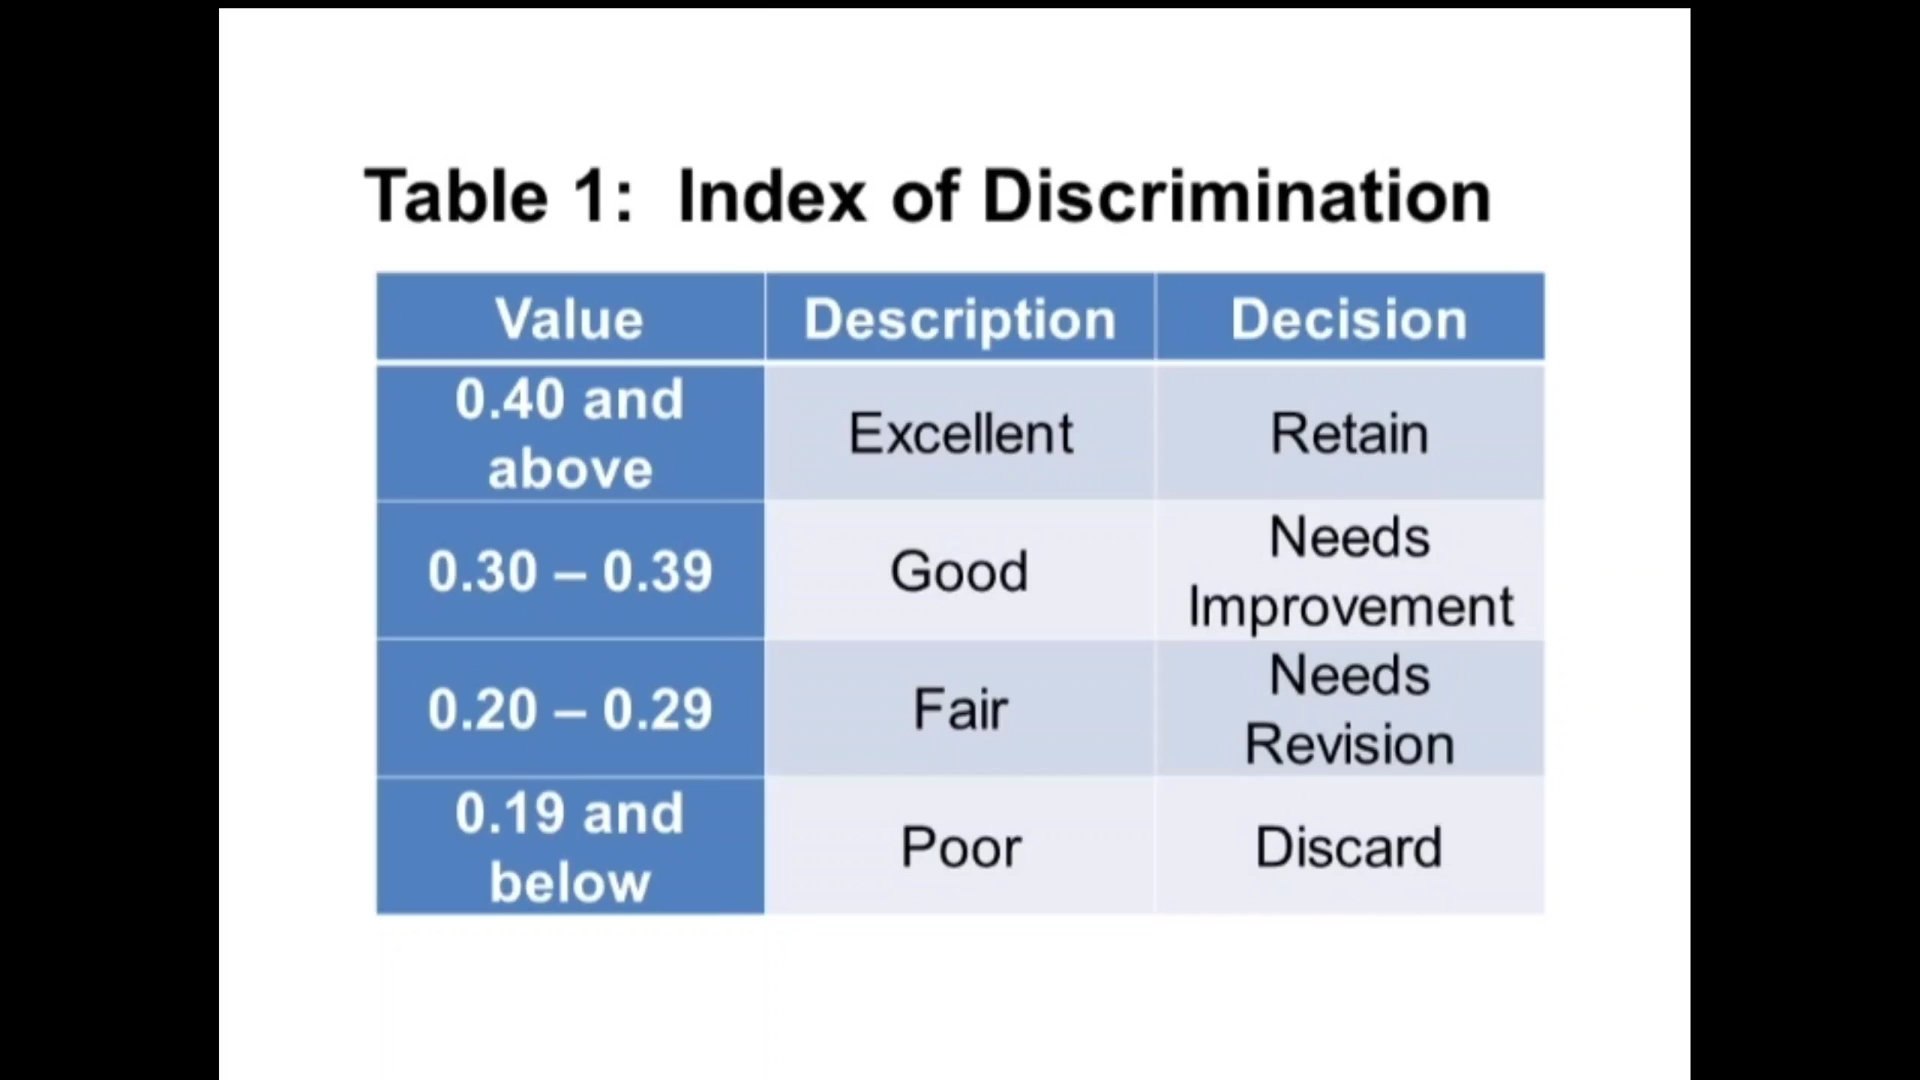 Table 1: Index of Discrimination
Value Description Decision
0.40 and
above
Excellent
Retain
0.30 – 0.39
Good
Needs
Improvement
0.20 – 0.29
Fair
Needs
Revision
0.19 and
below
Poor
Discard